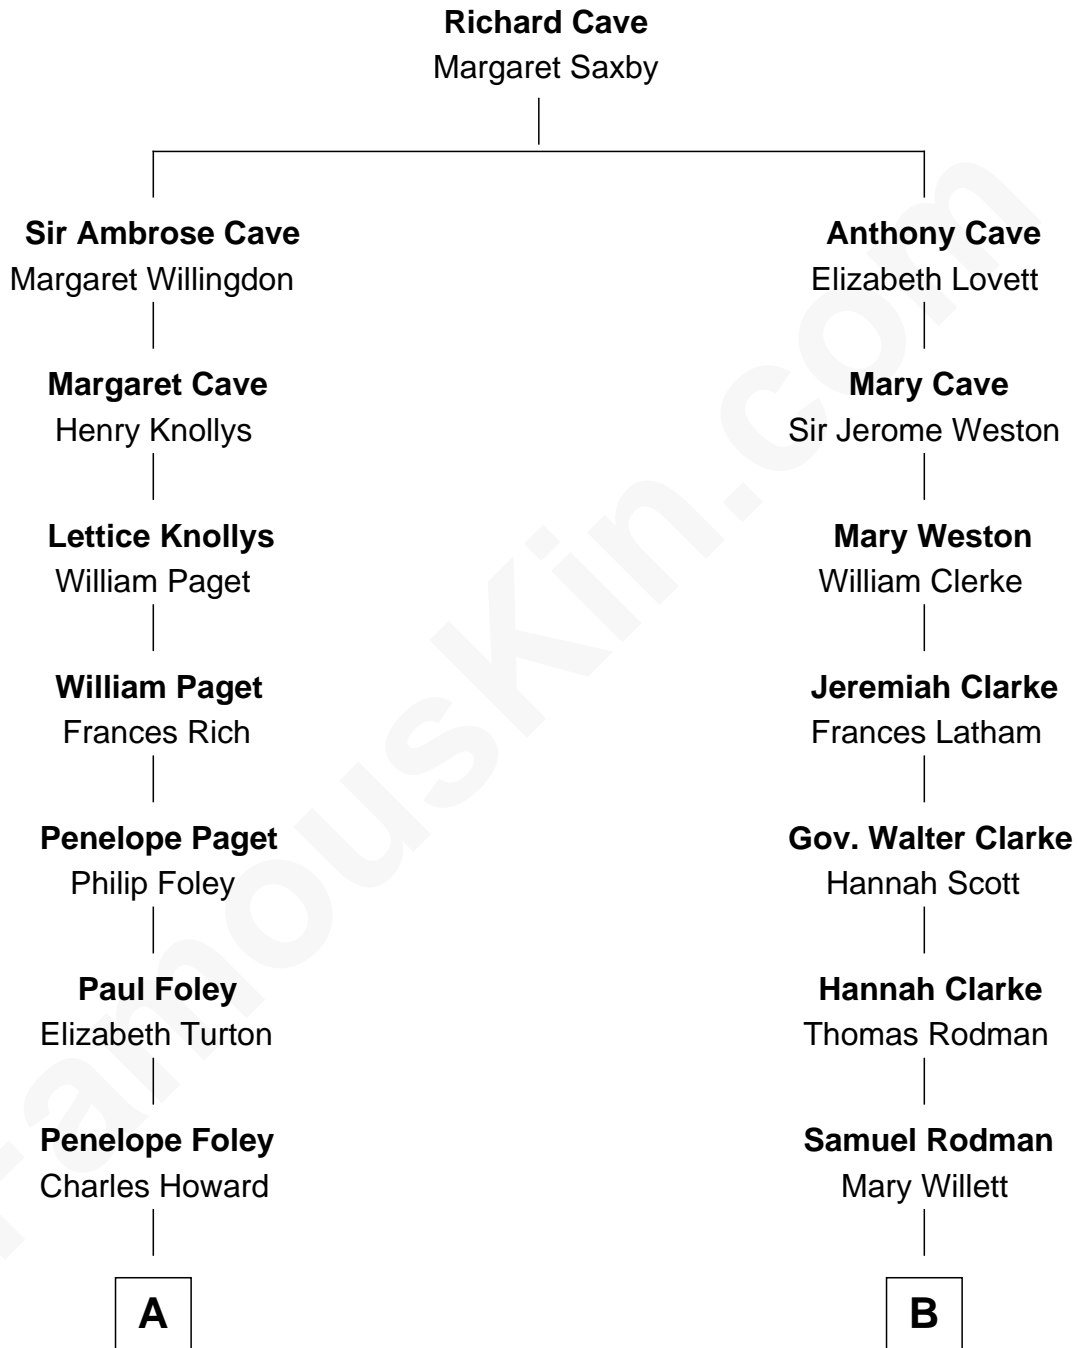 Richard Cave
Margaret Saxby
Sir Ambrose Cave
Margaret Willingdon
Anthony Cave
Elizabeth Lovett
Margaret Cave
Henry Knollys
Mary Cave
Sir Jerome Weston
Lettice Knollys
William Paget
Mary Weston
William Clerke
William Paget
Frances Rich
Jeremiah Clarke
Frances Latham
Penelope Paget
Philip Foley
Gov. Walter Clarke
Hannah Scott
Paul Foley
Elizabeth Turton
Hannah Clarke
Thomas Rodman
Penelope Foley
Charles Howard
Samuel Rodman
Mary Willett
A
B
FamousKin.com